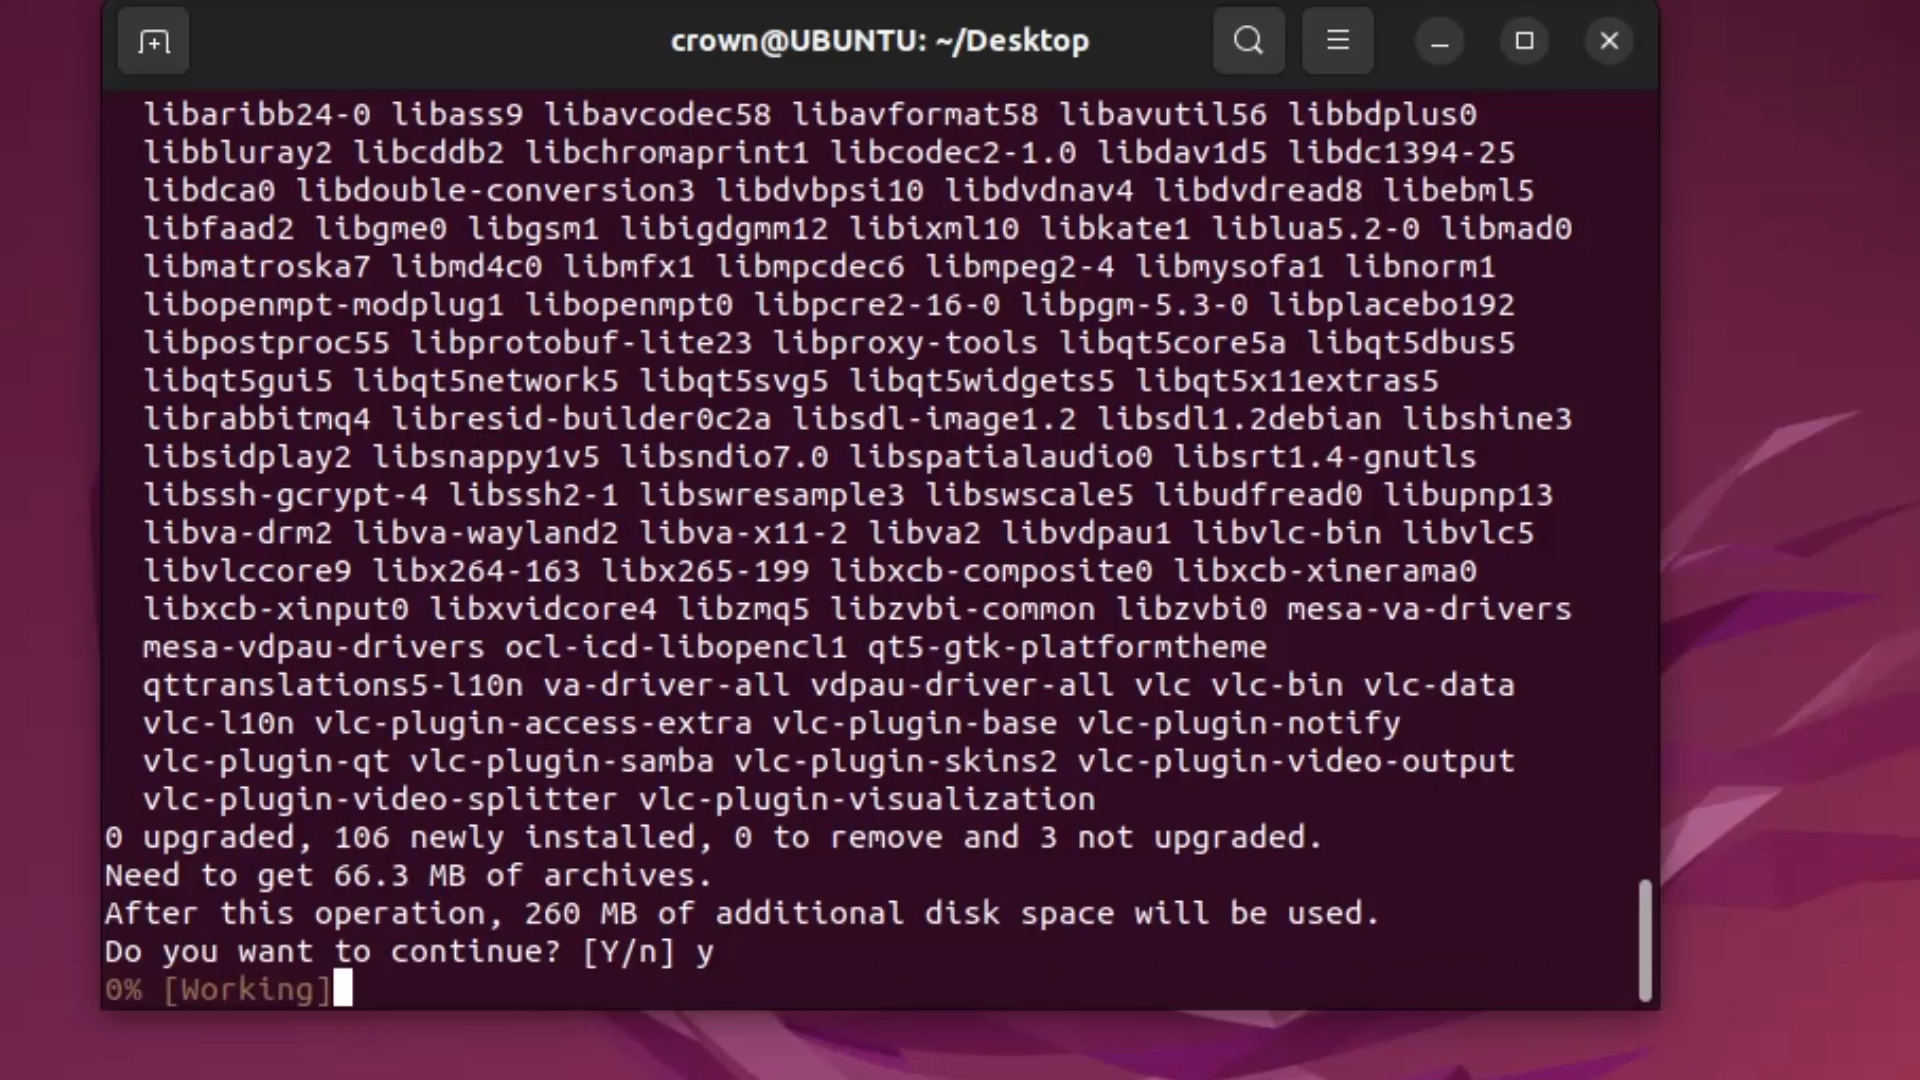 crown@UBUNTU: ~/Desktop
libaribb24-0 libass9 libavcodec58 libavformat58 libavutil56 libbdplus0
libbluray2 libcddb2 libchromaprint1 libcodec2-1.0 libdav1d5 libdc1394-25
libdca0 libdouble-conversion3 libdvbpsi10 libdvdnav4 libdvdread8 libebml5
libfaad2 libgme0 libgsm1 libigdgmm12 libixml10 libkate1 liblua5.2-0 libmad0
libmatroska7 libmd4c0 libmfx1 libmpcdec6 libmpeg2-4 libmysofa1 libnorm1
libopenmpt-modplug1 libopenmpt0 libpcre2-16-0 libpgm-5.3-0 libplacebo192
libpostproc55 libprotobuf-lite23 libproxy-tools libqt5core5a libqt5dbus5
libqt5gui5 libqt5network5 libqt5svg5 libqt5widgets5 libqt5x11extras5
librabbitmq4 libresid-builder0c2a libsdl-image1.2 libsdl1.2debian libshine3
libsidplay2 libsnappy1v5 libsndio7.0 libspatialaudio0 libsrt1.4-gnutls
libssh-gcrypt-4 libssh2-1 libswresample3 libswscale5 libudfread0 libupnp13
libva-drm2 libva-wayland2 libva-x11-2 libva2 libvdpau1 libvlc-bin libvlc5
libvlccore9 libx264-163 libx265-199 libxcb-composite0 libxcb-xinerama0
libxcb-xinput0 libxvidcore4 libzmq5 libzvbi-common libzvbi0 mesa-va-drivers
mesa-vdpau-drivers ocl-icd-libopencl1 qt5-gtk-platformtheme
qttranslations5-l10n va-driver-all vdpau-driver-all vlc vlc-bin vlc-data
vlc-l10n vlc-plugin-access-extra vlc-plugin-base vlc-plugin-notify
vlc-plugin-qt vlc-plugin-samba vlc-plugin-skins2 vlc-plugin-video-output
vlc-plugin-video-splitter vlc-plugin-visualization
0 upgraded, 106 newly installed, 0 to remove and 3 not upgraded.
Need to get 66.3 MB of archives.
After this operation, 260 MB of additional disk space will be used.
Do you want to continue? [Y/n] y
0% [Working]